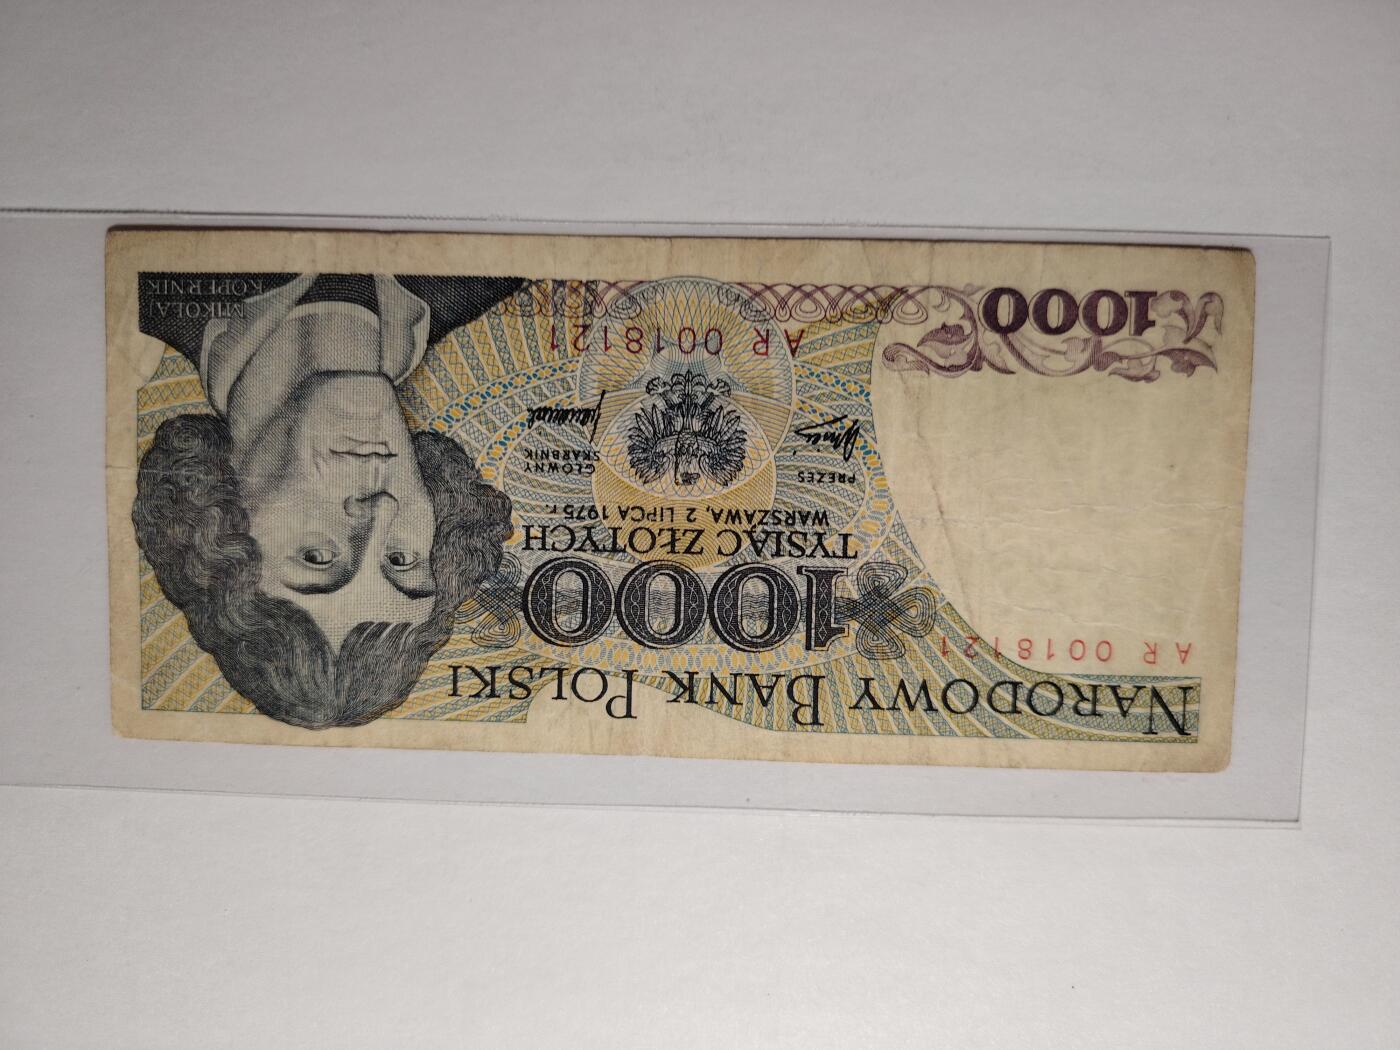 NARODOWY BANK POLSKI
AR 0018121
1000
TYSIĄC ZŁOTYCH
WARSZAWA, 2 LIPCA 1975 r.
PREZES
GŁÓWNY
SKARBNIK
AR 0018121
1000
MIKOŁAJ
KOPERNIK